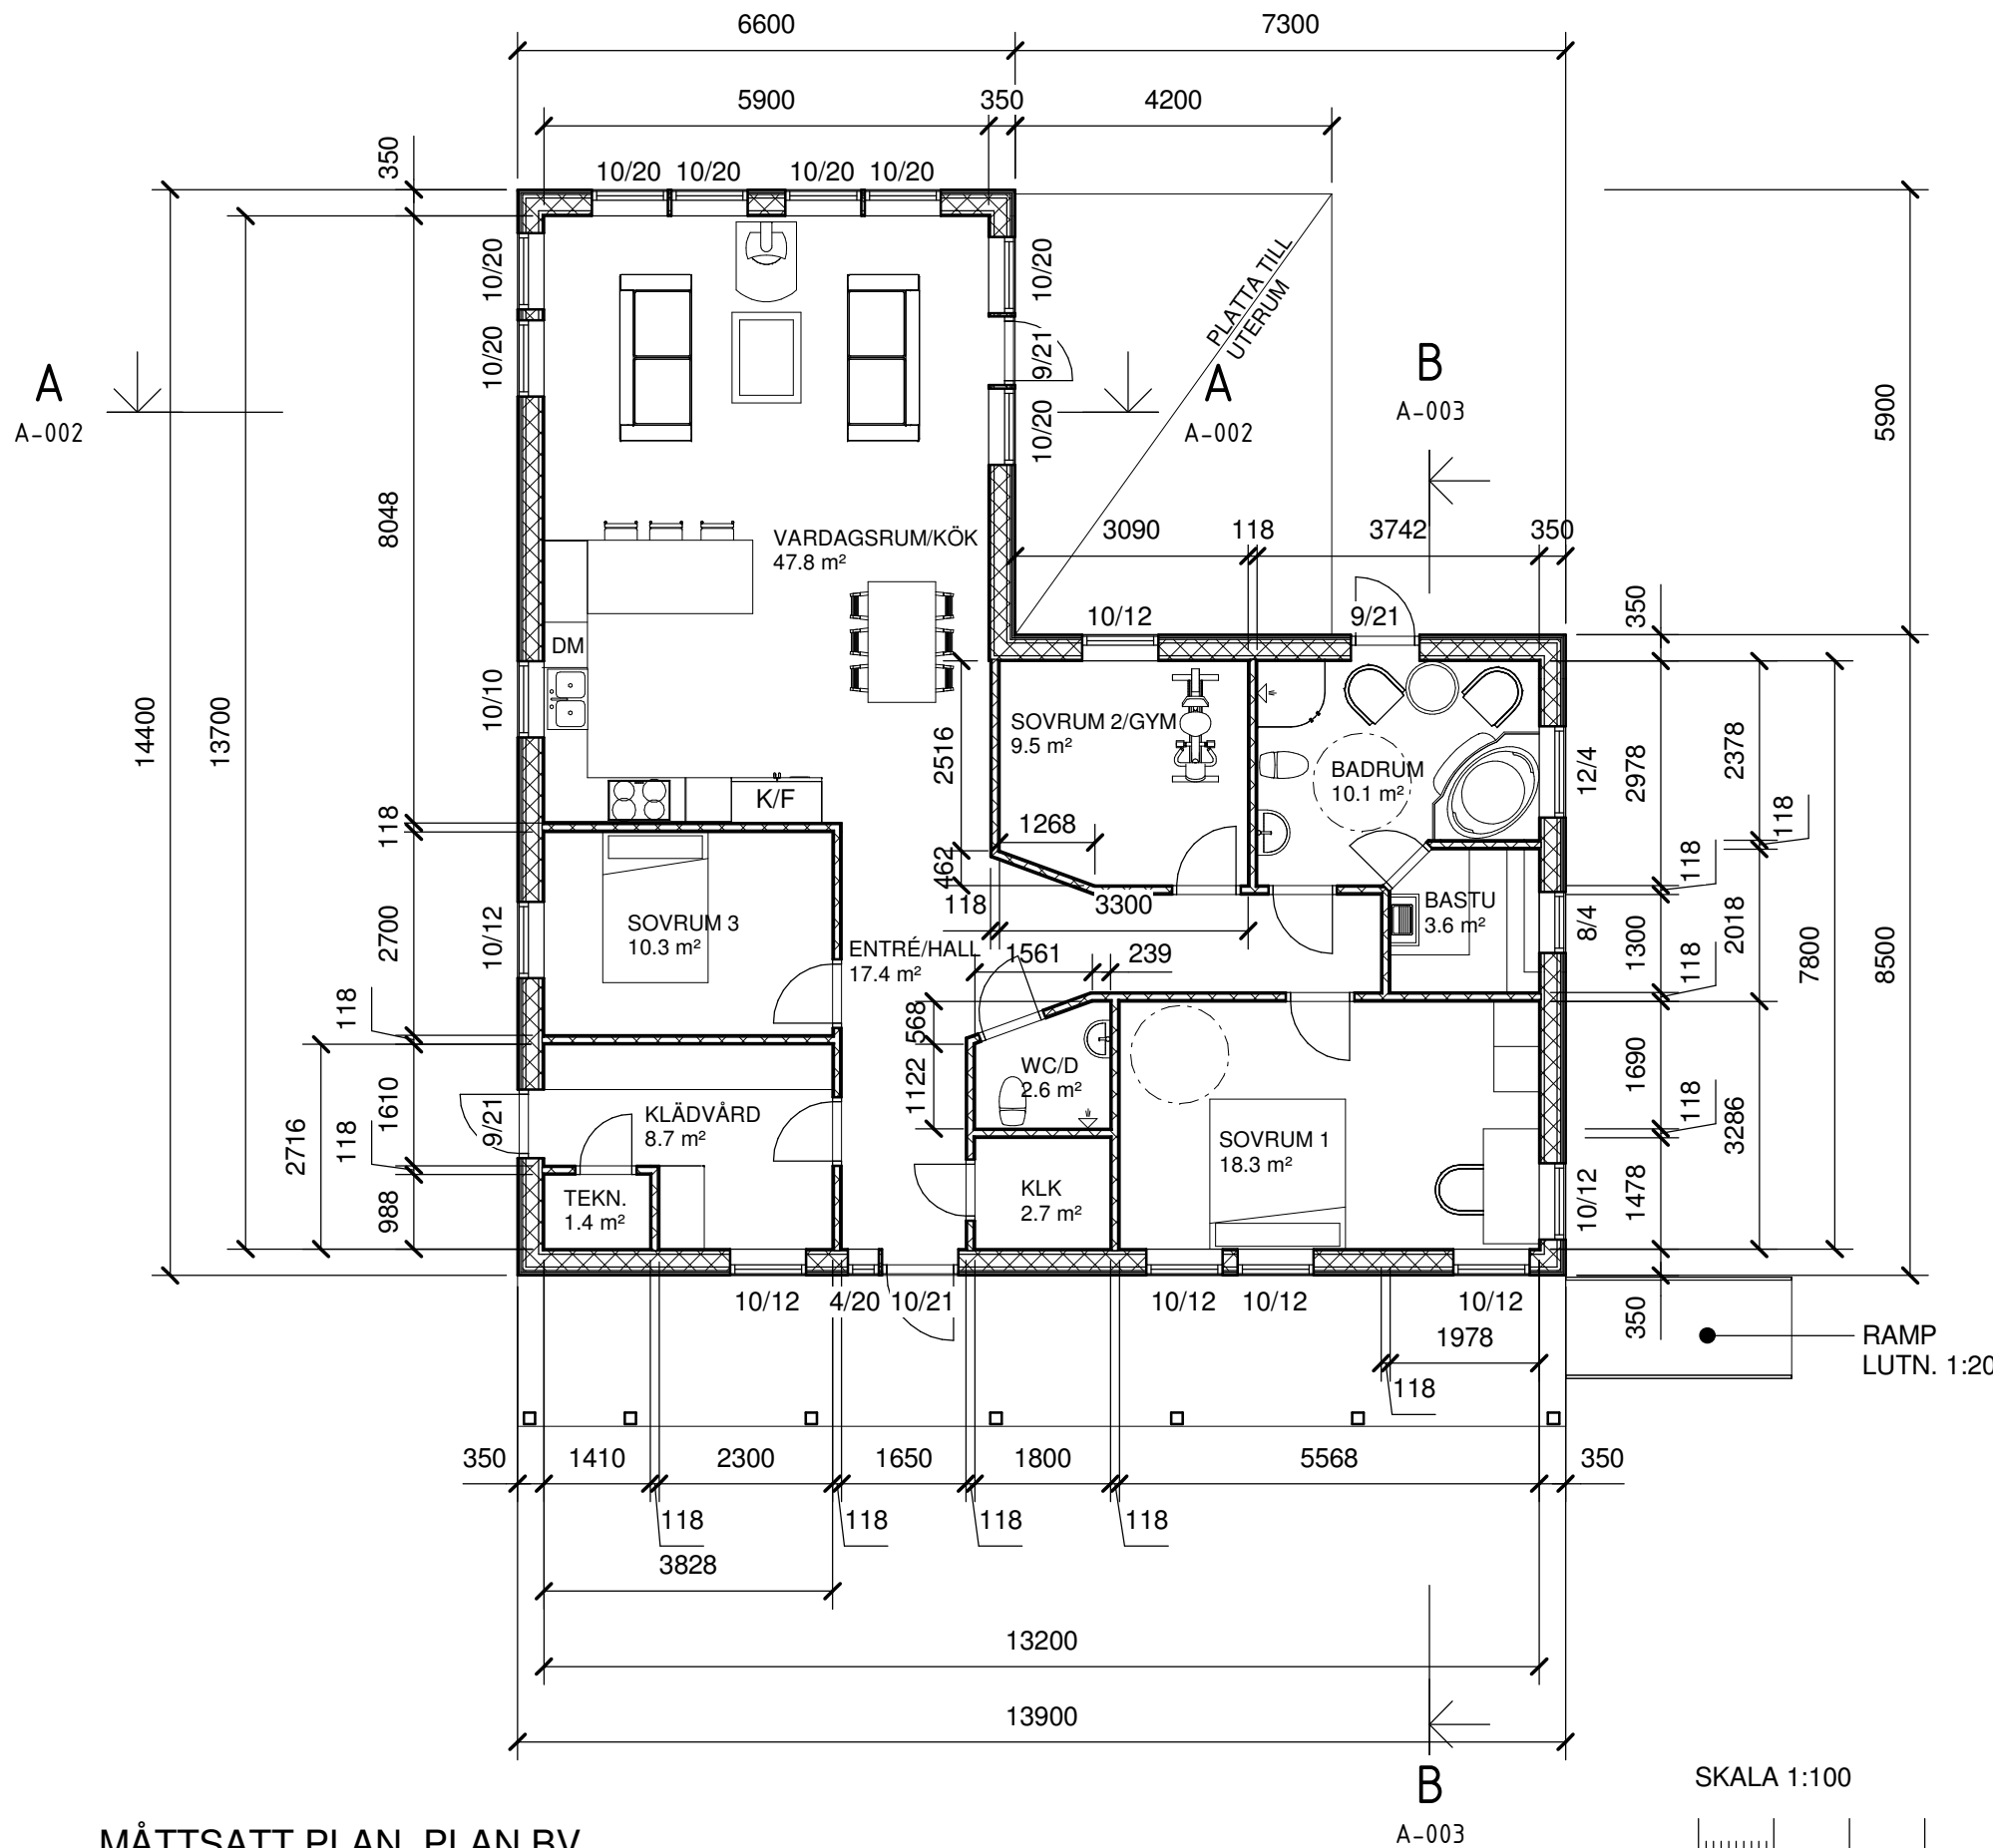 6600
7300
5900
350
4200
350
10/20
10/20
10/20
10/20
10/20
10/20
10/20
9/21
10/20
PLATTA TILL
UTERUM
A
A-002
A
A-002
B
A-003
5900
8048
14400
13700
VARDAGSRUM/KÖK
47.8 m²
3090
118
3742
350
350
10/12
9/21
DM
10/10
2516
SOVRUM 2/GYM
9.5 m²
BADRUM
10.1 m²
12/4
2978
2378
118
K/F
118
1268
462
118
3300
118
BASTU
3.6 m²
8/4
1300
2018
118
7800
8500
SOVRUM 3
10.3 m²
2700
10/12
ENTRÉ/HALL
17.4 m²
1561
239
118
568
1122
WC/D
2.6 m²
1690
118
3286
2716
1610
118
988
9/21
KLÄDVÅRD
8.7 m²
SOVRUM 1
18.3 m²
TEKN.
1.4 m²
KLK
2.7 m²
10/12
1478
10/12
4/20
10/21
10/12
10/12
10/12
350
1978
118
RAMP
LUTN. 1:20
350
1410
2300
1650
1800
5568
350
118
118
118
118
3828
13200
13900
B
A-003
SKALA 1:100
MÅTTSATT PLAN, PLAN BV